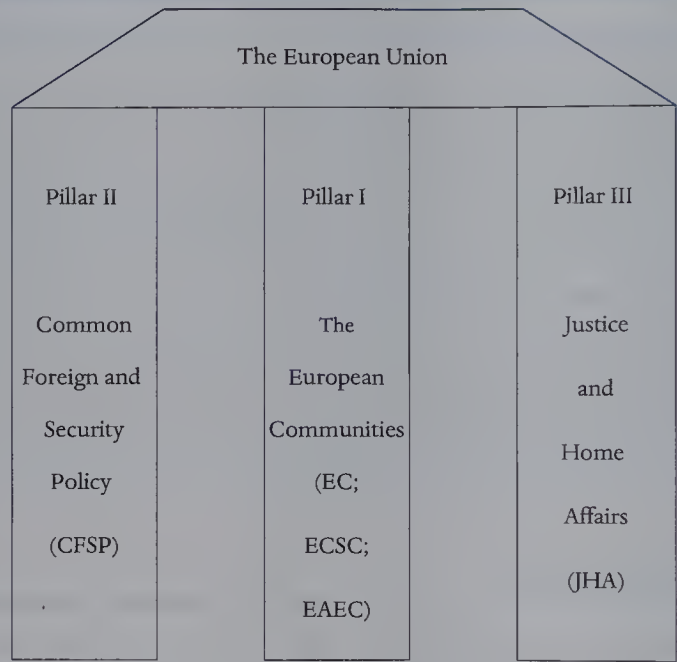 The European Union
Pillar II
Common
Foreign and
Security
Policy
(CFSP)
Pillar I
The
European
Communities
(EC;
ECSC;
EAEC)
Pillar III
Justice
and
Home
Affairs
(JHA)